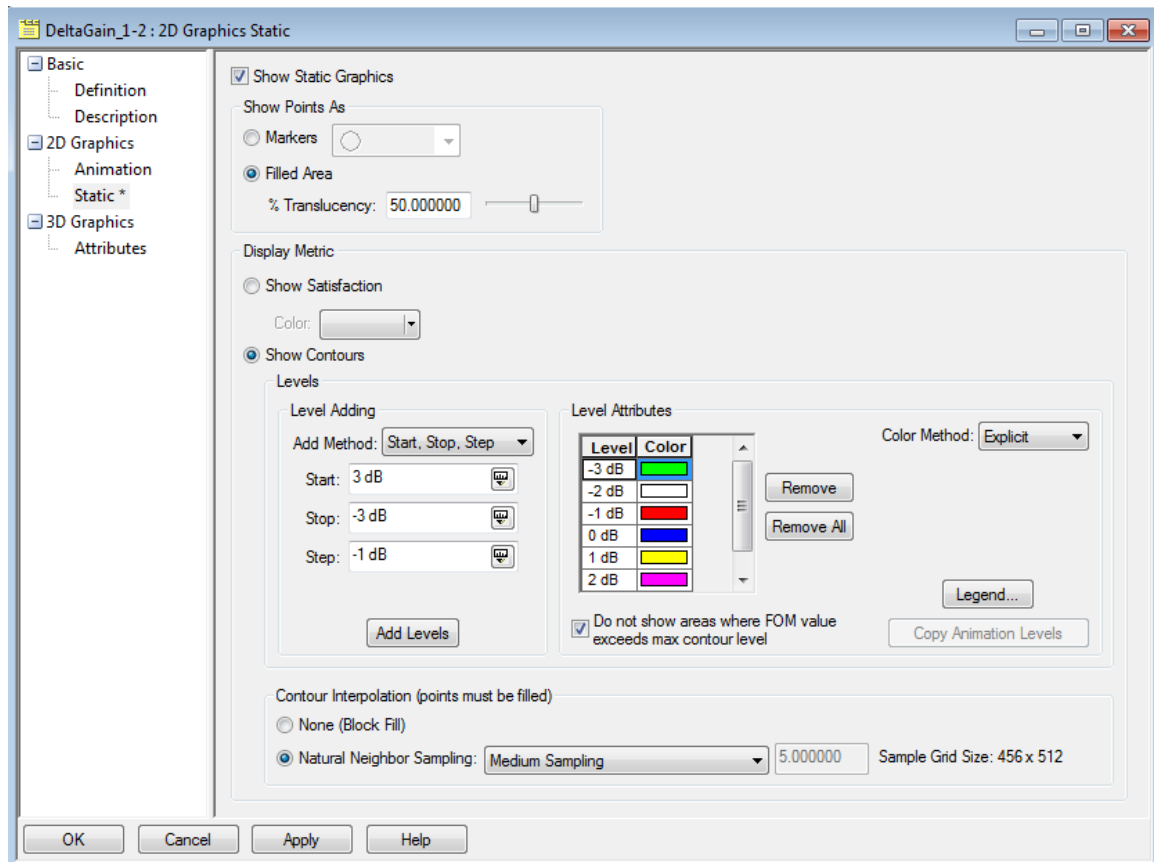 DeltaGain_1-2 : 2D Graphics Static
Basic
Definition
Description
2D Graphics
Animation
Static *
3D Graphics
Attributes
Show Static Graphics
Show Points As
Markers
Filled Area
% Translucency: 50.000000
Display Metric
Show Satisfaction
Color:
Show Contours
Levels
Level Adding
Add Method: Start, Stop, Step
Start: 3 dB
Stop: -3 dB
Step: -1 dB
Add Levels
Level Attributes
Level Color
-3 dB
-2 dB
-1 dB
0 dB
1 dB
2 dB
Remove
Remove All
Color Method: Explicit
Legend...
Do not show areas where FOM value
exceeds max contour level
Copy Animation Levels
Contour Interpolation (points must be filled)
None (Block Fill)
Natural Neighbor Sampling: Medium Sampling 5.000000 Sample Grid Size: 456 x 512
OK Cancel Apply Help